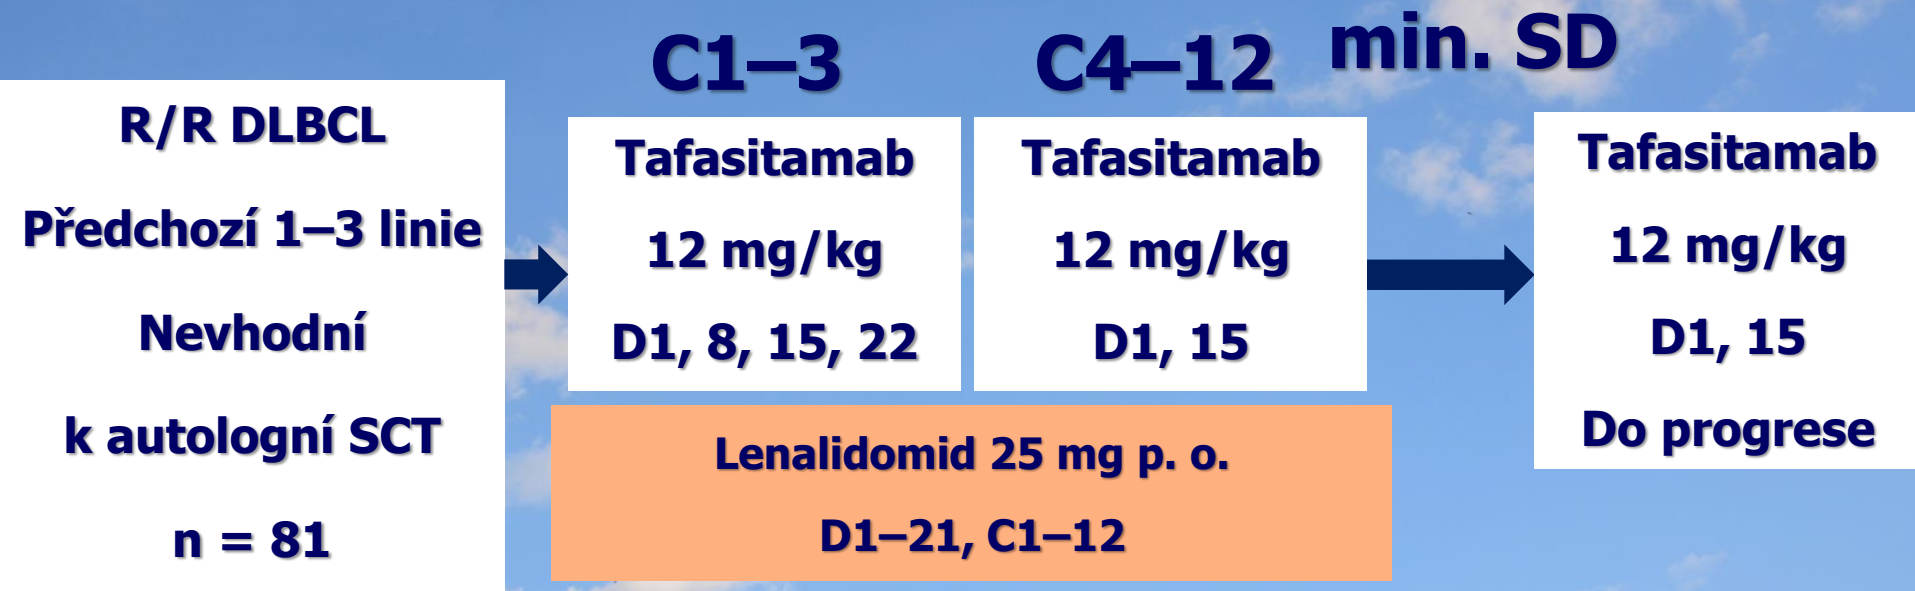 C1–3
C4–12
min. SD
R/R DLBCL
Předchozí 1–3 linie
Nevhodní
k autologní SCT
n = 81
Tafasitamab
12 mg/kg
D1, 8, 15, 22
Tafasitamab
12 mg/kg
D1, 15
Lenalidomid 25 mg p. o.
D1–21, C1–12
Tafasitamab
12 mg/kg
D1, 15
Do progrese